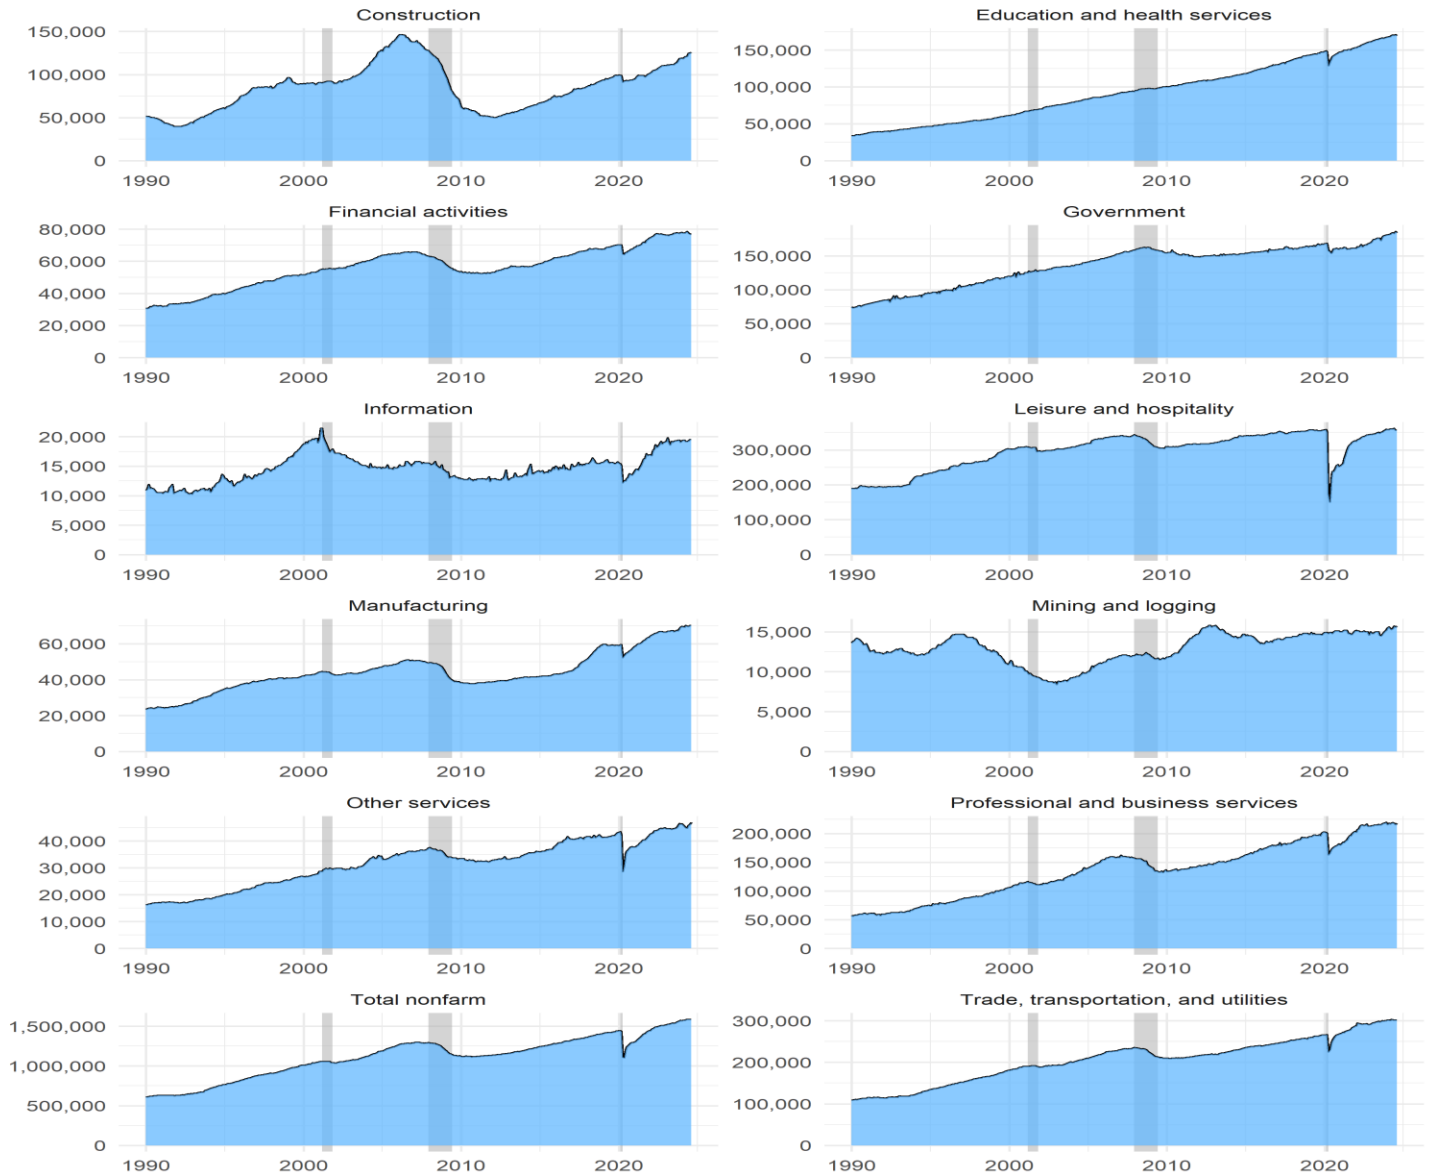 Construction
150,000
100,000
50,000
0
1990 2000 2010 2020
Education and health services
150,000
100,000
50,000
0
1990 2000 2010 2020
Financial activities
80,000
60,000
40,000
20,000
0
1990 2000 2010 2020
Government
150,000
100,000
50,000
0
1990 2000 2010 2020
Information
20,000
15,000
10,000
5,000
0
1990 2000 2010 2020
Leisure and hospitality
300,000
200,000
100,000
0
1990 2000 2010 2020
Manufacturing
60,000
40,000
20,000
0
1990 2000 2010 2020
Mining and logging
15,000
10,000
5,000
0
1990 2000 2010 2020
Other services
40,000
30,000
20,000
10,000
0
1990 2000 2010 2020
Professional and business services
200,000
150,000
100,000
50,000
0
1990 2000 2010 2020
Total nonfarm
1,500,000
1,000,000
500,000
0
1990 2000 2010 2020
Trade, transportation, and utilities
300,000
200,000
100,000
0
1990 2000 2010 2020